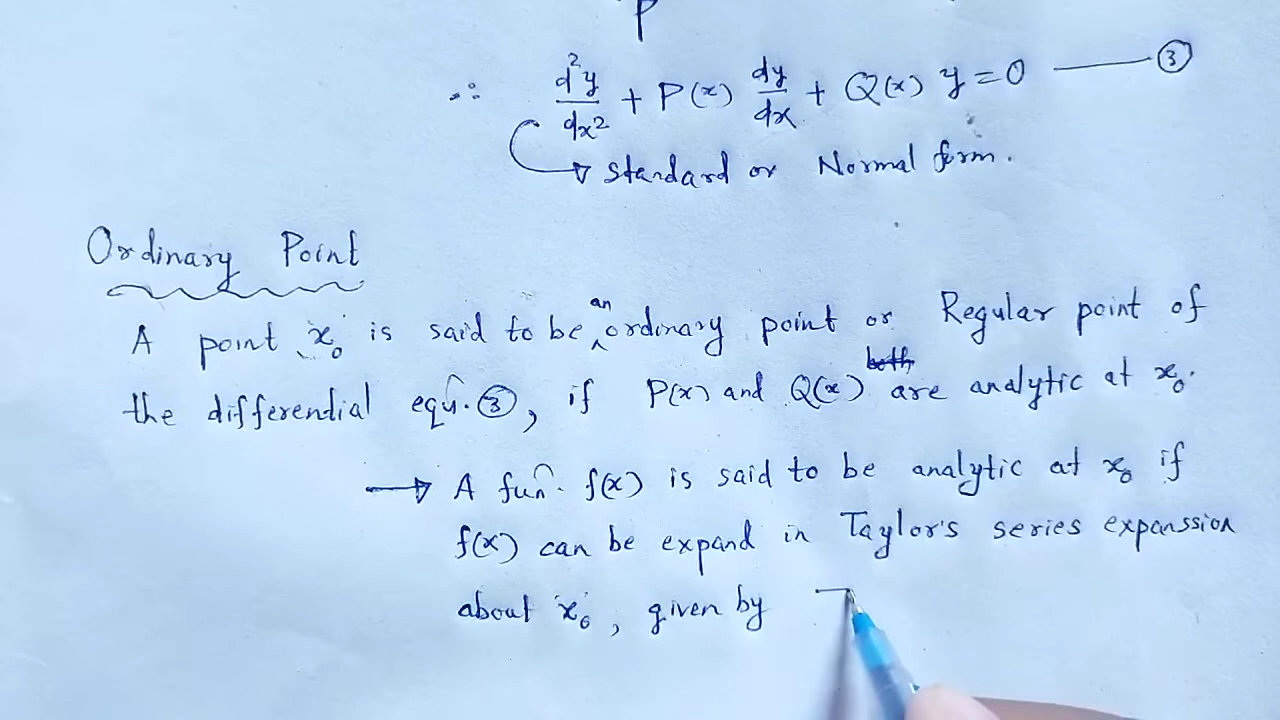 P
∴ d²y/dx² + P(x) dy/dx + Q(x) y = 0 —— ③
→ Standard or Normal form.
Ordinary Point
A point x₀ is said to be an ordinary point or Regular point of
the differential equn. ③, if P(x) and Q(x) both are analytic at x₀.
→ A fun. f(x) is said to be analytic at x₀ if
f(x) can be expand in Taylor's series expanssion
about x₀, given by